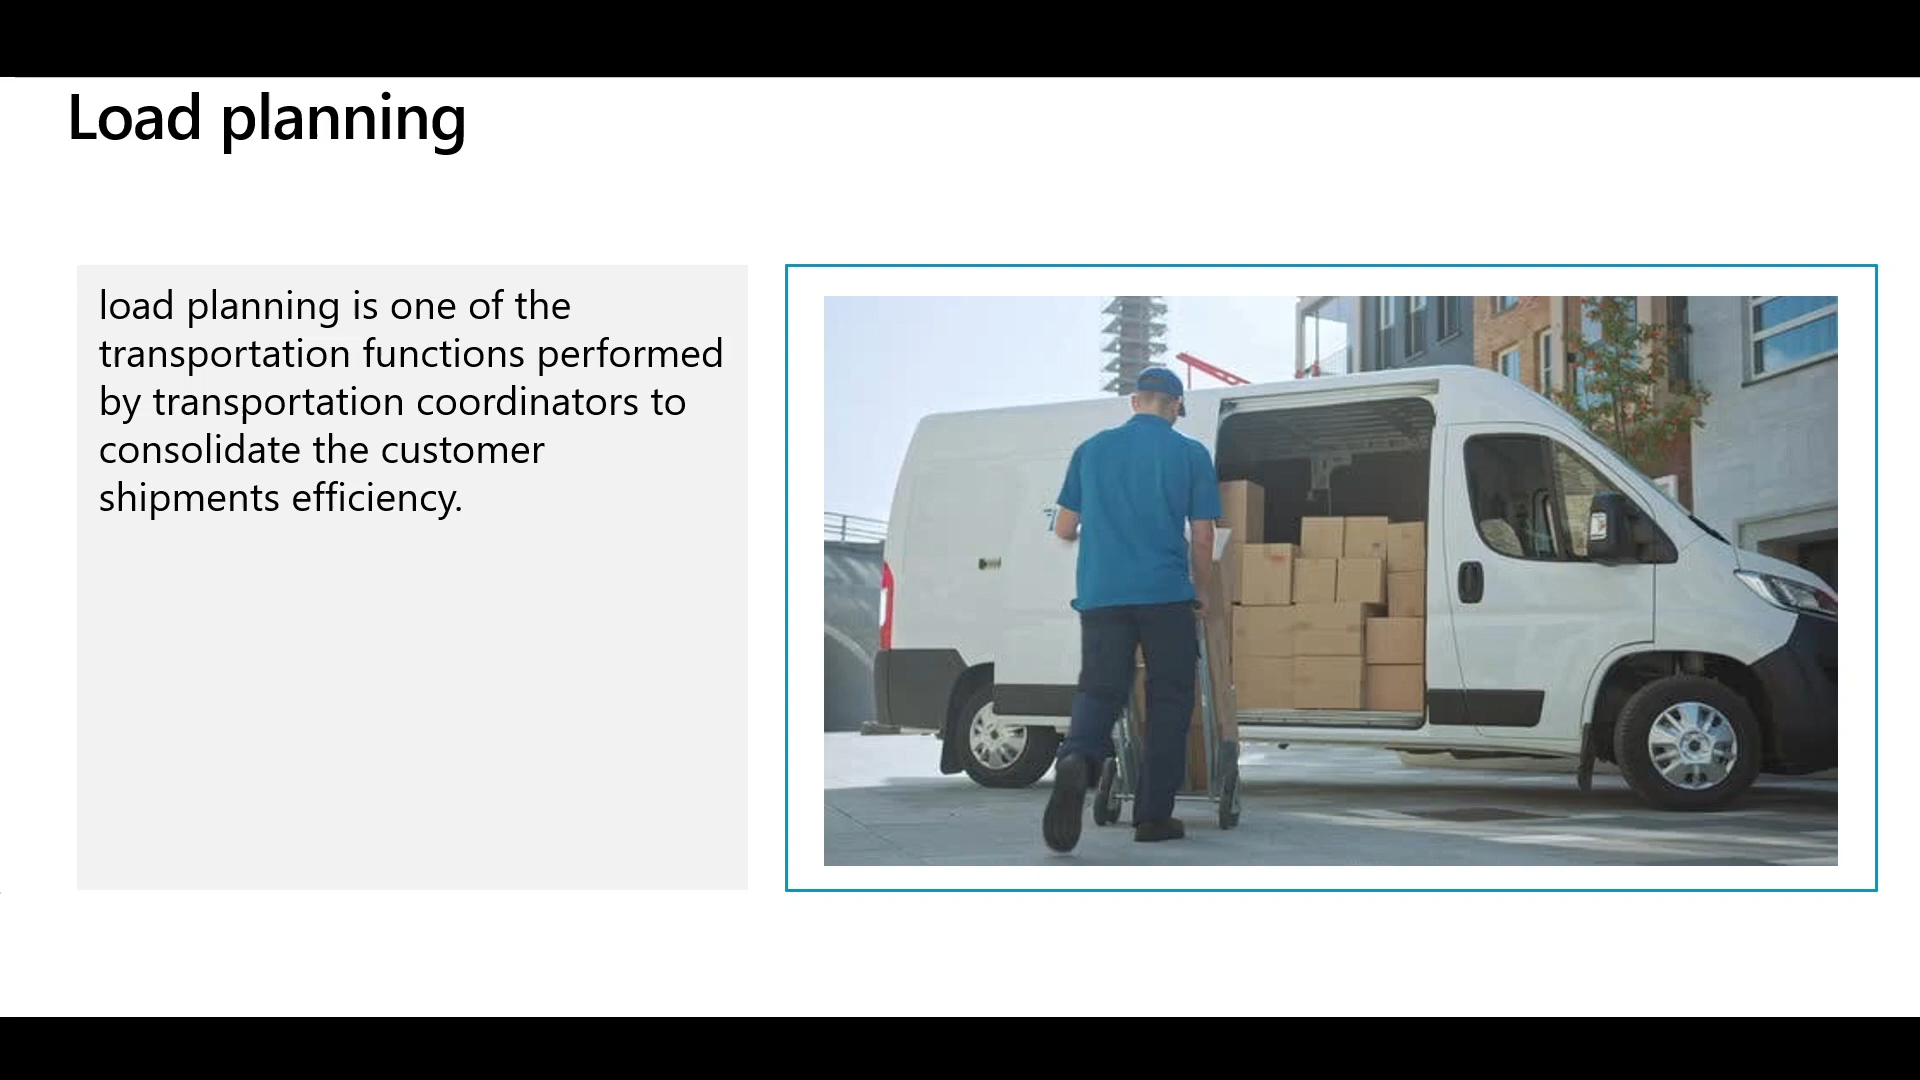 Load planning
load planning is one of the
transportation functions performed
by transportation coordinators to
consolidate the customer
shipments efficiency.